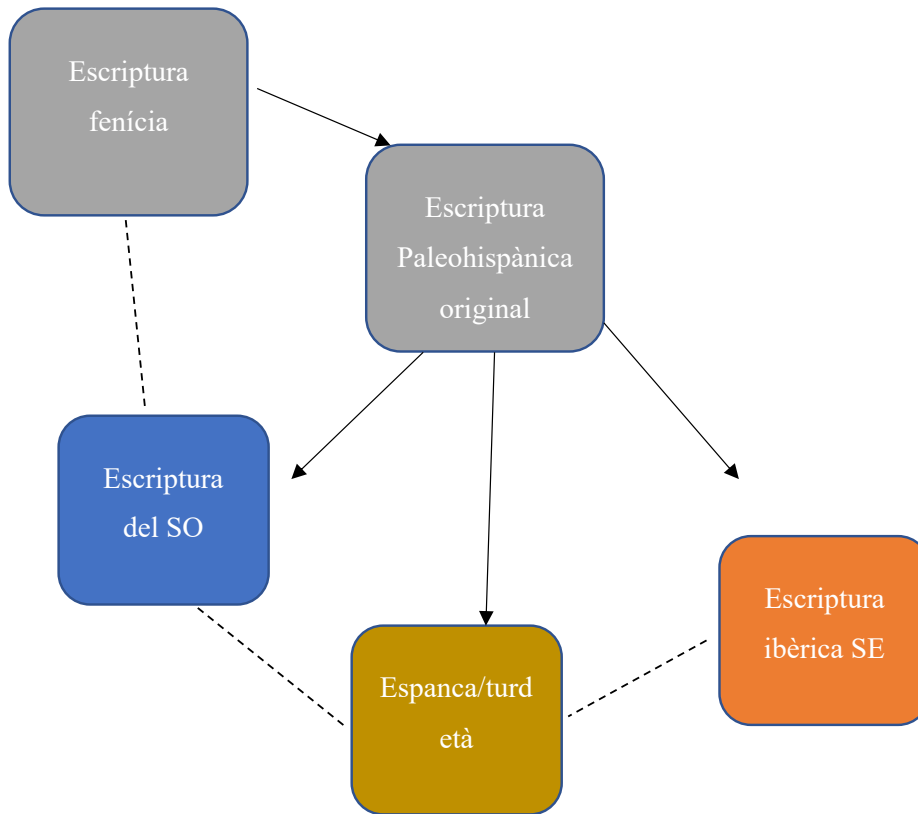 Escriptura
fenícia
Escriptura
Paleohispànica
original
Escriptura
del SO
Escriptura
ibèrica SE
Espanca/turd
età